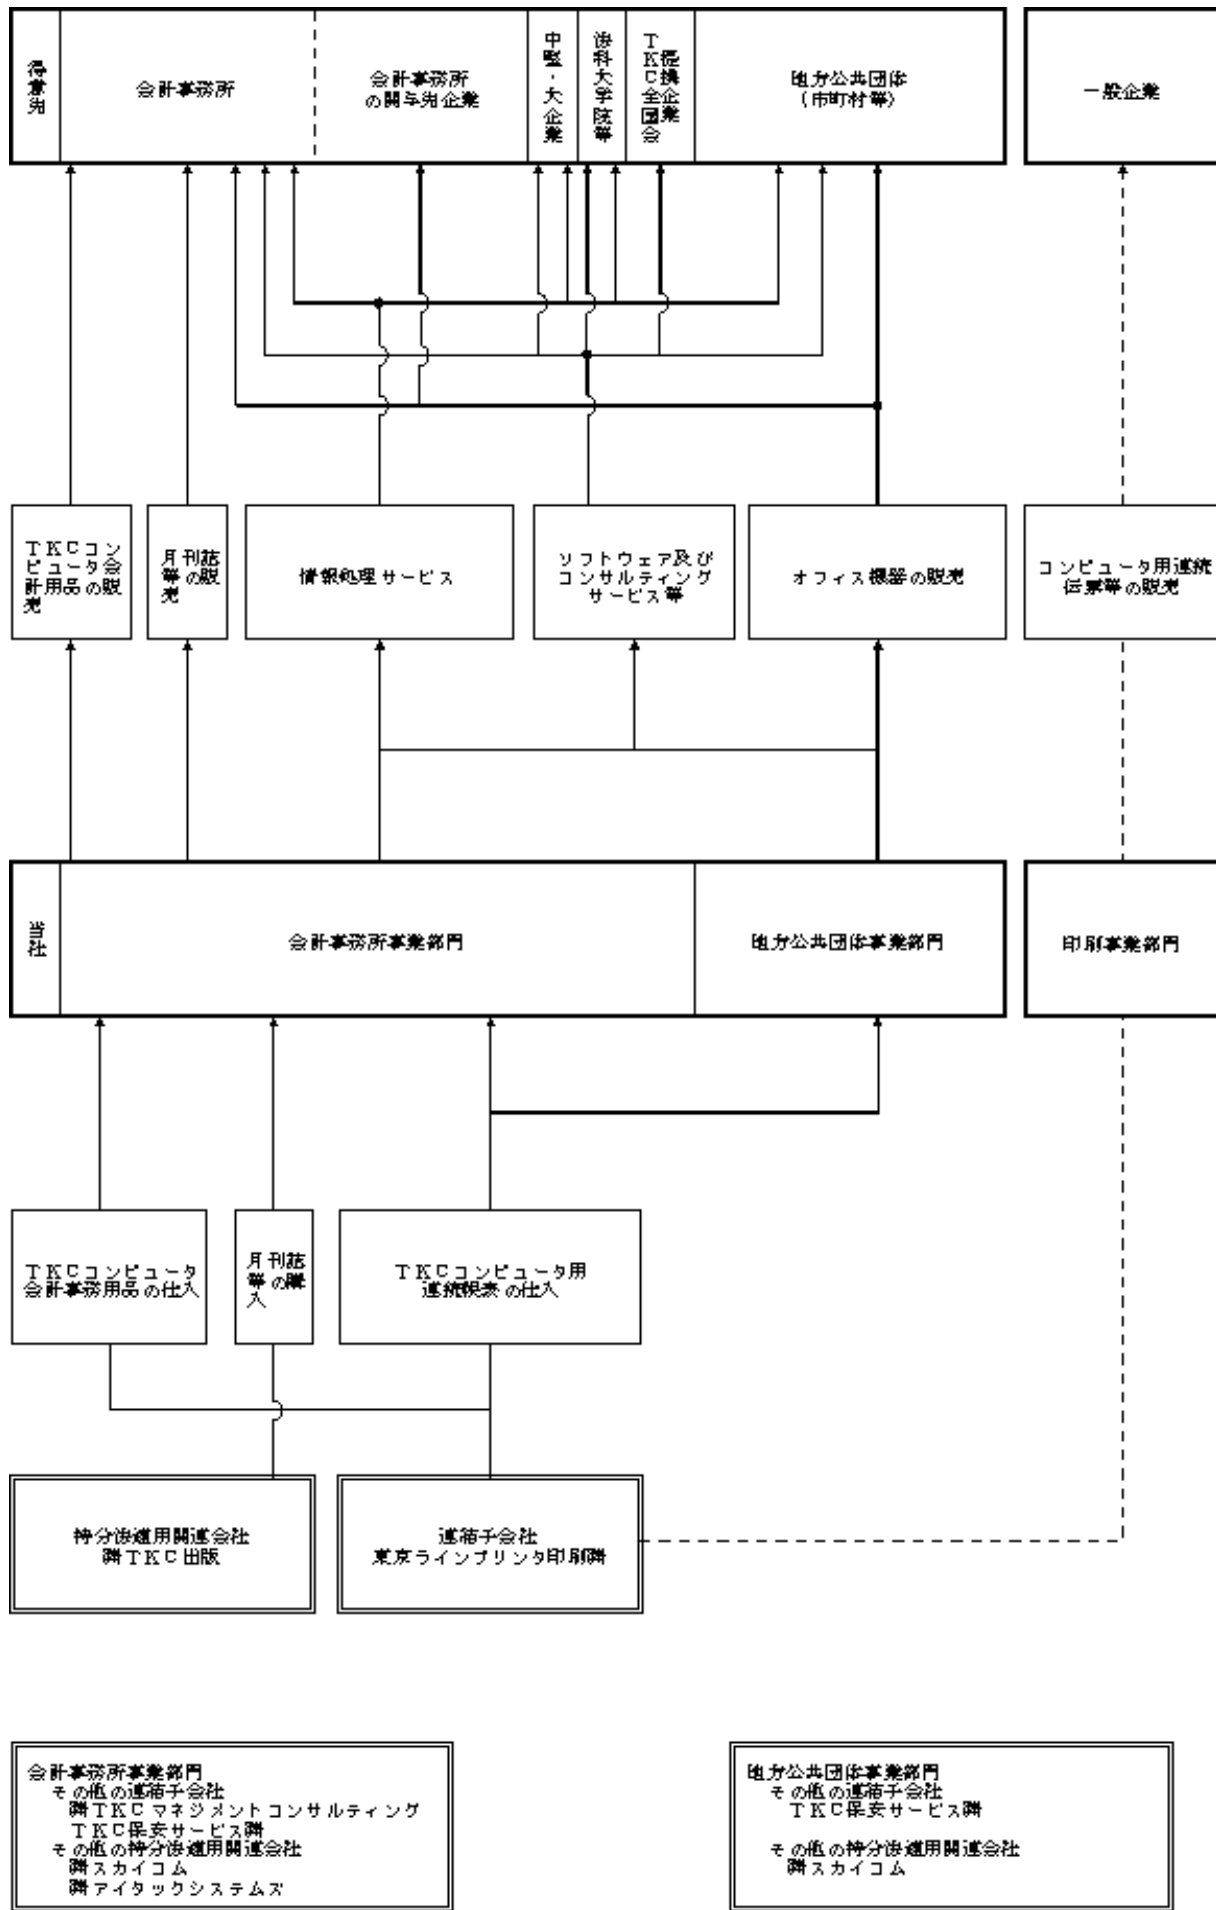 得意先
会計事務所
会計事務所
の関与先企業
中堅・大企業
法科大学院等
TKC全国会
提携企業
地方公共団体
(市町村等)
一般企業
TKCコン
ピュータ会
計用品の販
売
月刊誌
等の販
売
情報処理サービス
ソフトウェア及び
コンサルティング
サービス等
オフィス機器の販売
コンピュータ用連続
伝票等の販売
当社
会計事務所事業部門
地方公共団体事業部門
印刷事業部門
TKCコンピュータ
会計事務用品の仕入
月刊誌
等の購
入
TKCコンピュータ用
連続帳表の仕入
持分法適用関連会社
㈱TKC出版
連結子会社
東京ラインプリンタ印刷㈱
会計事務所事業部門
その他の連結子会社
㈱TKCマネジメントコンサルティング
TKC保安サービス㈱
その他の持分法適用関連会社
㈱スカイコム
㈱アイタックシステムズ
地方公共団体事業部門
その他の連結子会社
TKC保安サービス㈱
その他の持分法適用関連会社
㈱スカイコム